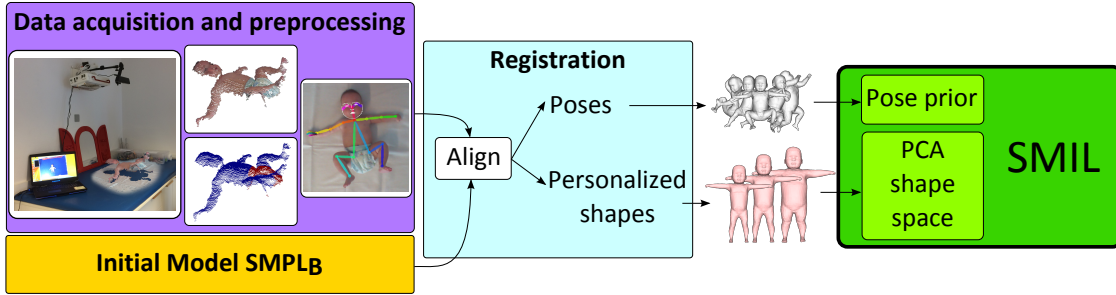 Data acquisition and preprocessing
Initial Model SMPLB
Registration
Align
Poses
Personalized
shapes
Pose prior
PCA
shape
space
SMIL